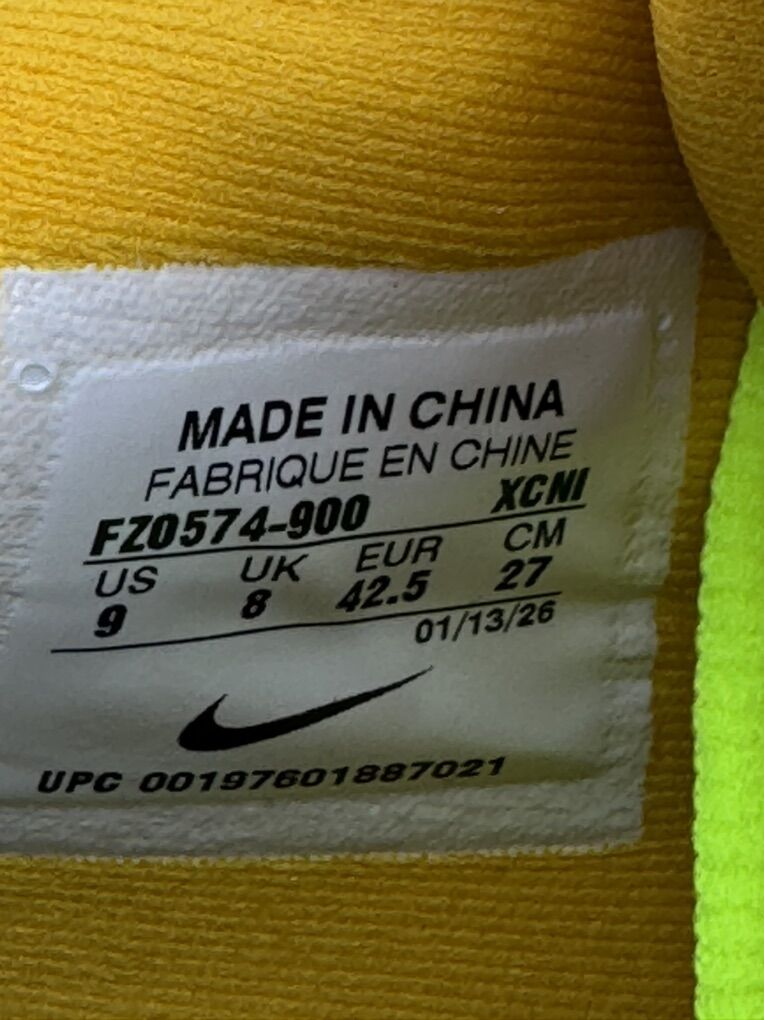 MADE IN CHINA
FABRIQUE EN CHINE
FZ0574-900 XCNI
US UK EUR CM
9 8 42.5 27
01/13/26
UPC 00197601887021